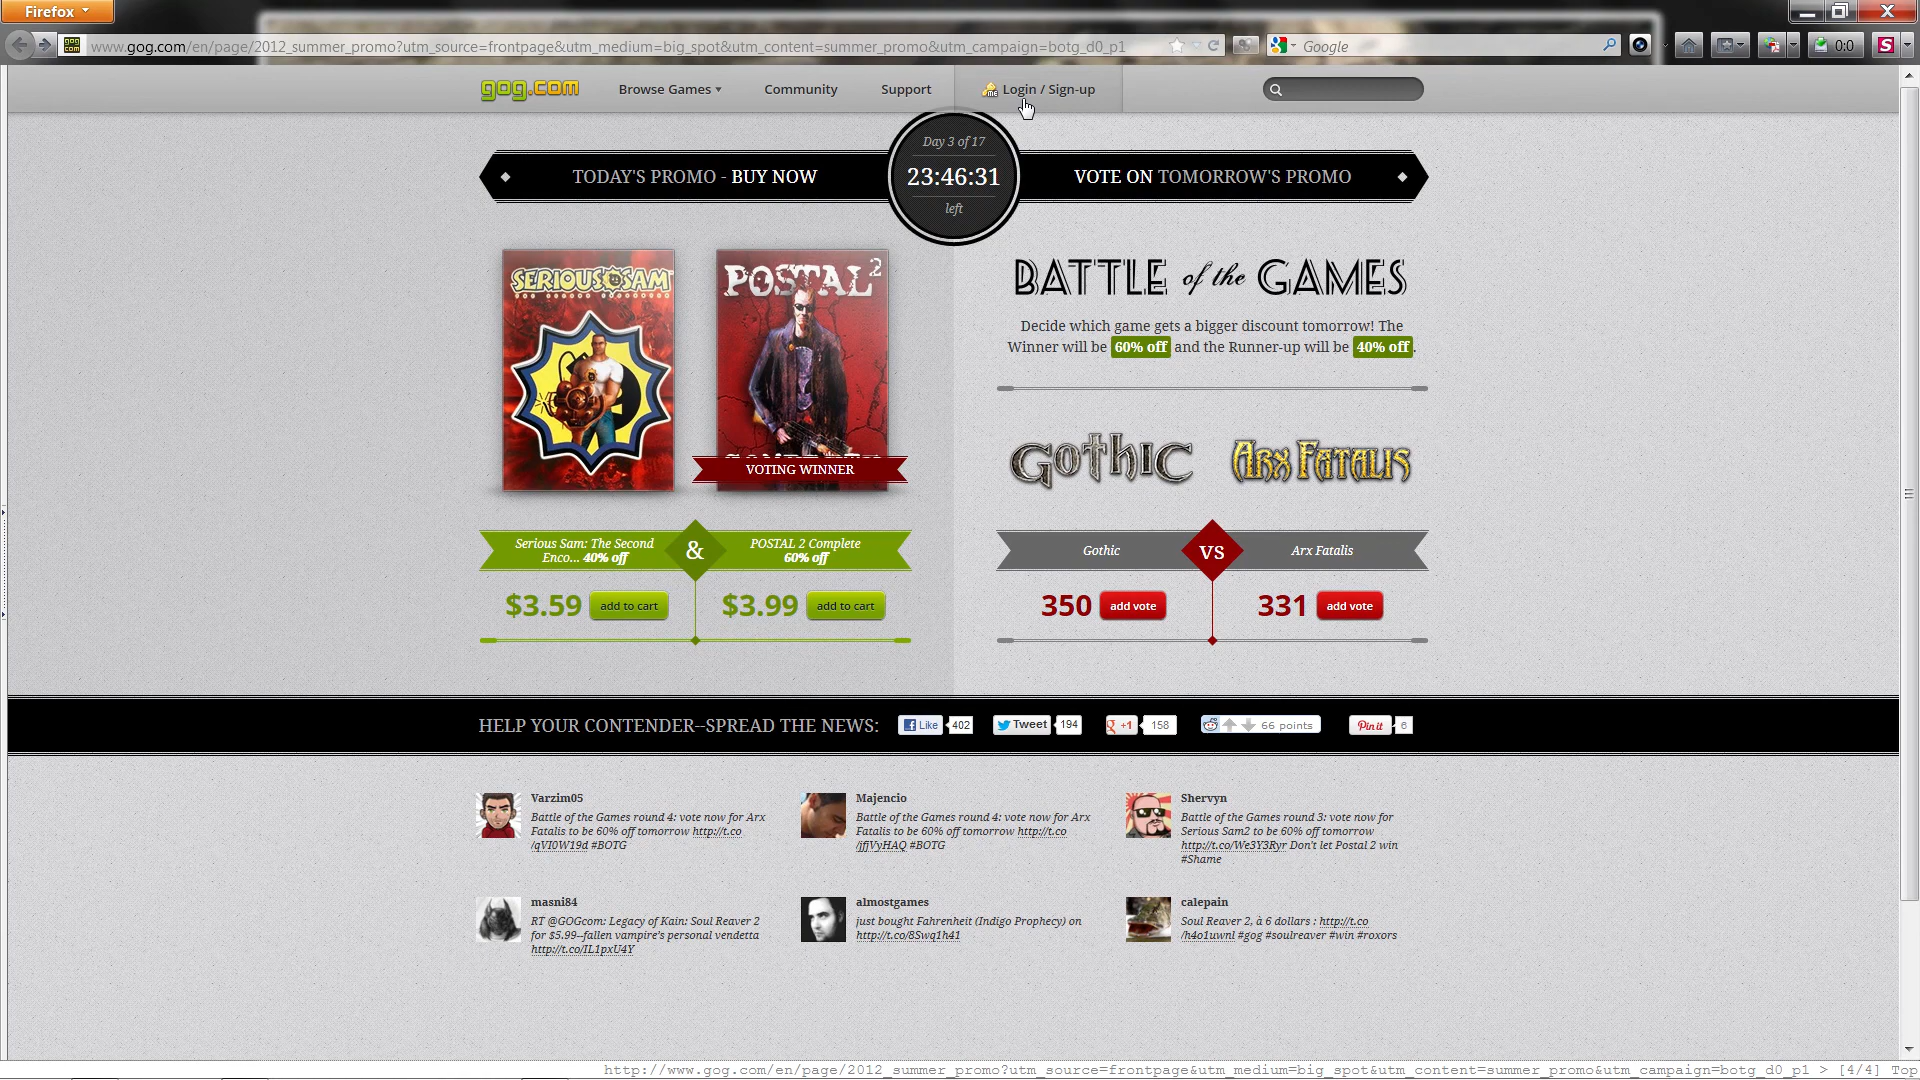 Firefox
www.gog.com/en/page/2012_summer_promo?utm_source=frontpage&utm_medium=big_spot&utm_content=summer_promo&utm_campaign=botg_d0_p1
Google
0:0
gog.com
Browse Games
Community
Support
Login / Sign-up
Day 3 of 17
23:46:31
left
TODAY'S PROMO - BUY NOW
VOTE ON TOMORROW'S PROMO
SERIOUS SAM
POSTAL 2
VOTING WINNER
BATTLE of the GAMES
Decide which game gets a bigger discount tomorrow! The
Winner will be 60% off and the Runner-up will be 40% off.
GOTHIC
ARX FATALIS
Serious Sam: The Second
Enco... 40% off
&
POSTAL 2 Complete
60% off
Gothic
VS
Arx Fatalis
$3.59 add to cart
$3.99 add to cart
350 add vote
331 add vote
HELP YOUR CONTENDER--SPREAD THE NEWS:
Like 402
Tweet 194
+1 158
66 points
Pin it 6
Varzim05
Battle of the Games round 4: vote now for Arx
Fatalis to be 60% off tomorrow http://t.co
/qVI0W19d #BOTG
Majencio
Battle of the Games round 4: vote now for Arx
Fatalis to be 60% off tomorrow http://t.co
/jfjVyHAQ #BOTG
Shervyn
Battle of the Games round 3: vote now for
Serious Sam2 to be 60% off tomorrow
http://t.co/We3Y3Ryr Don't let Postal 2 win
#Shame
masni84
RT @GOGcom: Legacy of Kain: Soul Reaver 2
for $5.99--fallen vampire's personal vendetta
http://t.co/IL1pxU4Y
almostgames
just bought Fahrenheit (Indigo Prophecy) on
http://t.co/8Swq1h41
calepain
Soul Reaver 2, à 6 dollars : http://t.co
/h4o1uwnl #gog #soulreaver #win #roxors
http://www.gog.com/en/page/2012_summer_promo?utm_source=frontpage&utm_medium=big_spot&utm_content=summer_promo&utm_campaign=botg_d0_p1 > [4/4] Top